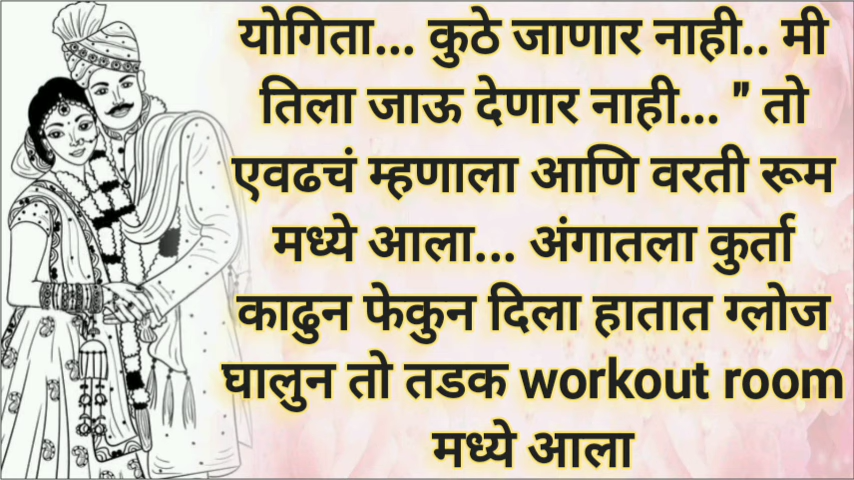 योगिता... कुठे जाणार नाही.. मी
तिला जाऊ देणार नाही... " तो
एवढचं म्हणाला आणि वरती रूम
मध्ये आला... अंगातला कुर्ता
काढुन फेकुन दिला हातात ग्लोज
घालुन तो तडक workout room
मध्ये आला